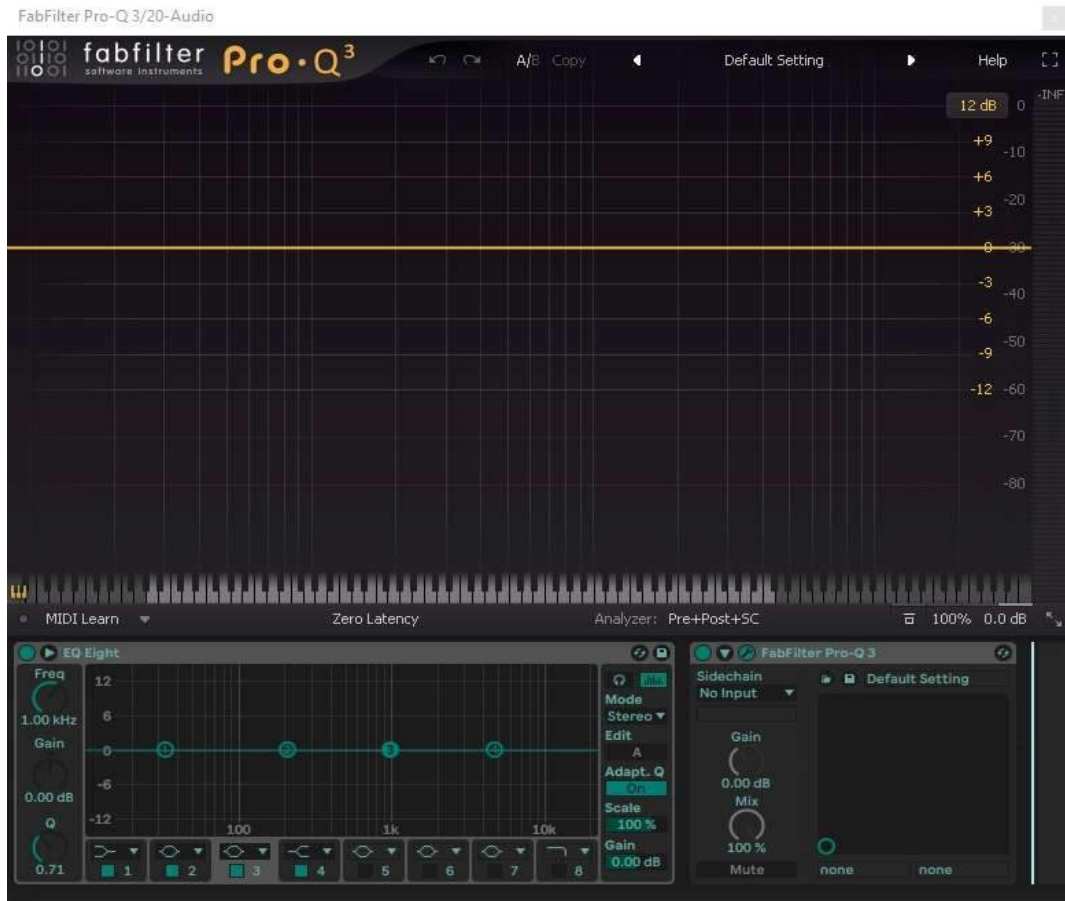 FabFilter Pro-Q 3/20-Audio
fabfilter
software instruments
Pro·Q³
A/B Copy
Default Setting
Help
12 dB
0
-INF
+9
-10
+6
-20
+3
0
-30
-3
-40
-6
-50
-9
-12
-60
-70
-80
MIDI Learn
Zero Latency
Analyzer: Pre+Post+SC
100%
0.0 dB
EQ Eight
Freq
1.00 kHz
Gain
0.00 dB
Q
0.71
12
6
0
-6
-12
1
2
3
4
100
1k
10k
1
2
3
4
5
6
7
8
Mode
Stereo
Edit
A
Adapt. Q
On
Scale
100 %
Gain
0.00 dB
FabFilter Pro-Q 3
Sidechain
No Input
Gain
0.00 dB
Mix
100 %
Mute
Default Setting
none
none